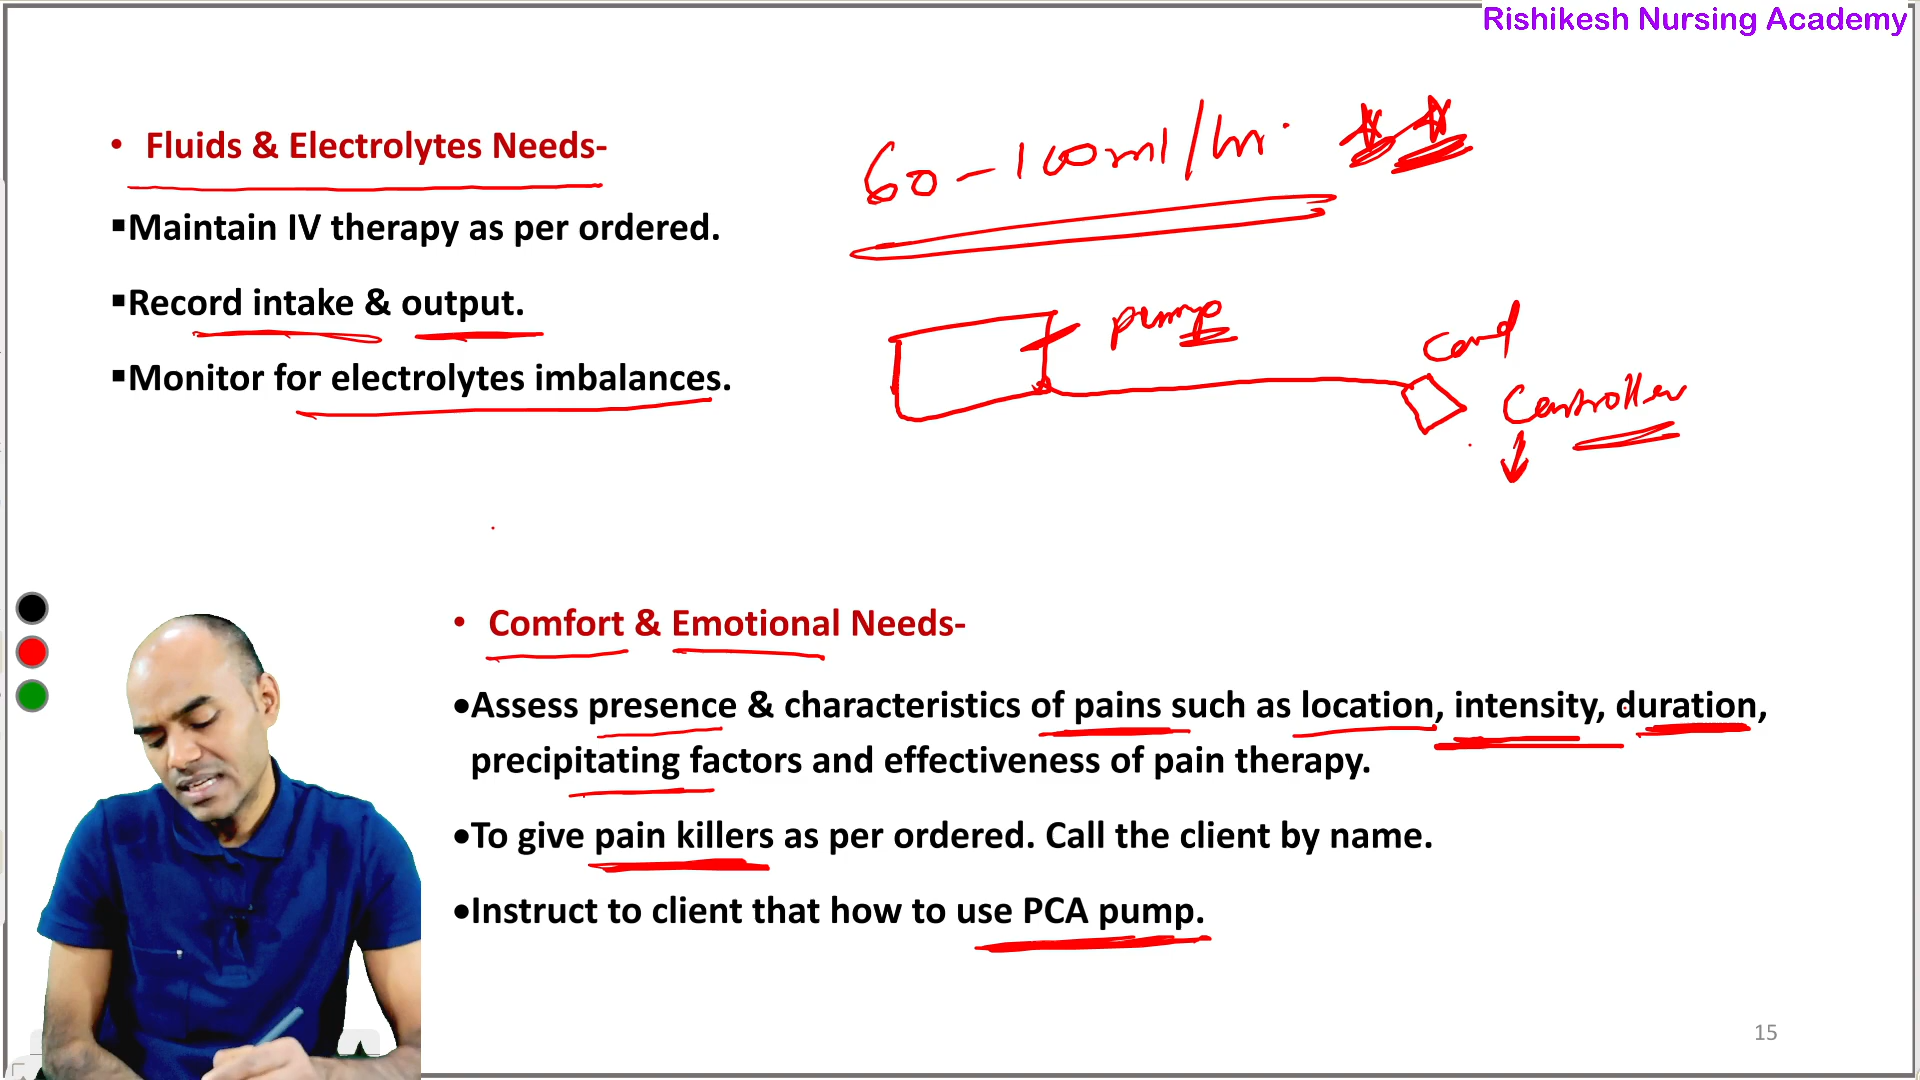 Rishikesh Nursing Academy
• Fluids & Electrolytes Needs-
60-100ml/hr
▪Maintain IV therapy as per ordered.
▪Record intake & output.
▪Monitor for electrolytes imbalances.
pump
Controller
• Comfort & Emotional Needs-
•Assess presence & characteristics of pains such as location, intensity, duration,
precipitating factors and effectiveness of pain therapy.
•To give pain killers as per ordered. Call the client by name.
•Instruct to client that how to use PCA pump.
15